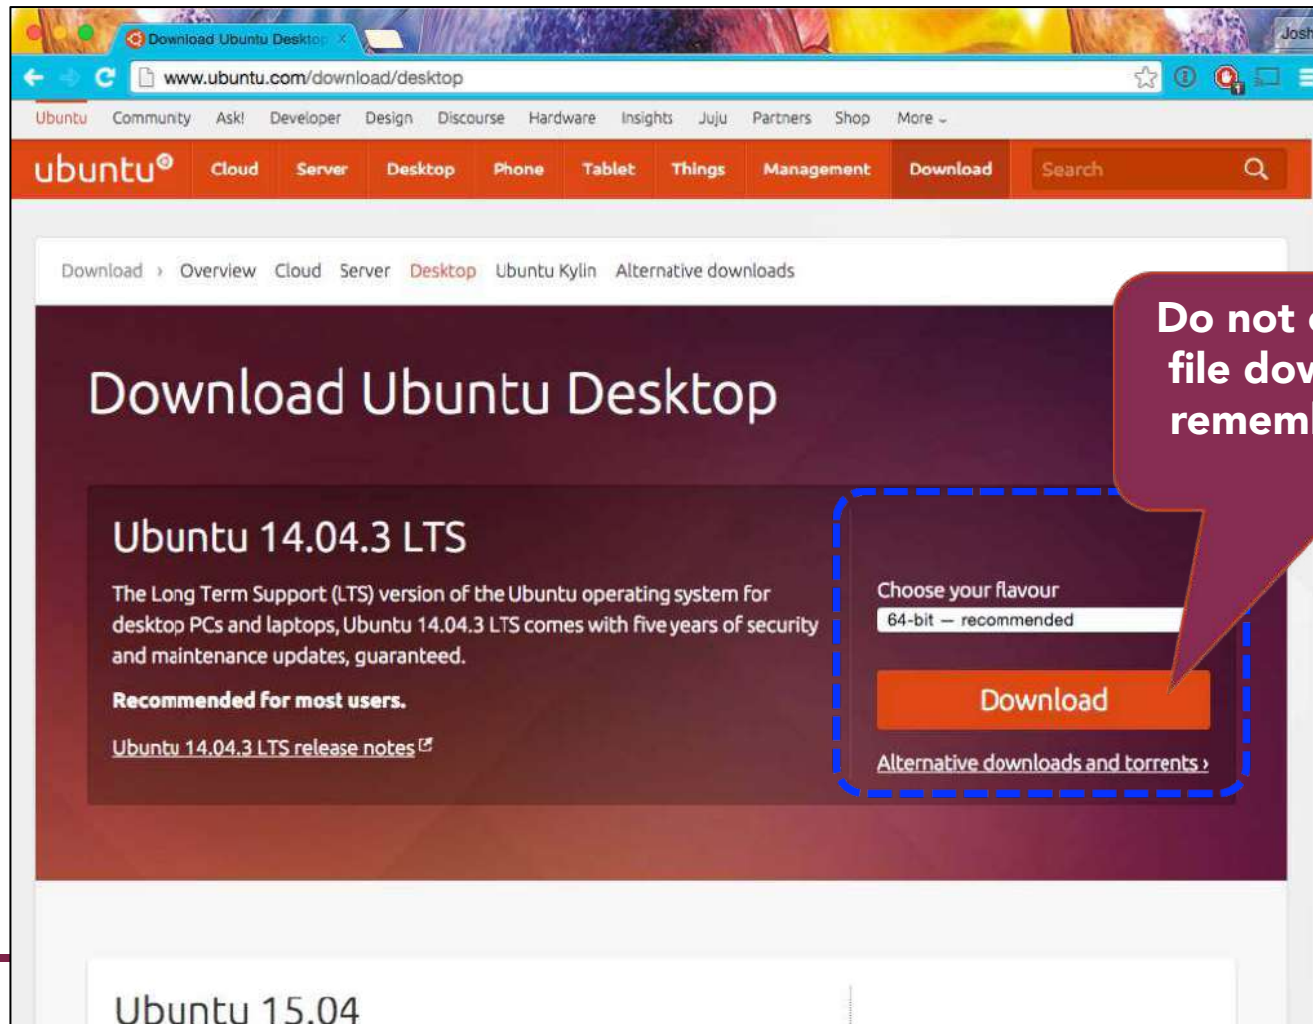 Download Ubuntu Desktop
Josh
www.ubuntu.com/download/desktop
1
Ubuntu Community Ask! Developer Design Discourse Hardware Insights Juju Partners Shop More
ubuntu Cloud Server Desktop Phone Tablet Things Management Download Search
Download › Overview Cloud Server Desktop Ubuntu Kylin Alternative downloads
Do not
file
Download Ubuntu Desktop
Ubuntu 14.04.3 LTS
The Long Term Support (LTS) version of the Ubuntu operating system for
desktop PCs and laptops, Ubuntu 14.04.3 LTS comes with five years of security
and maintenance updates, guaranteed.
Recommended for most users.
Ubuntu 14.04.3 LTS release notes
Choose your flavour
64-bit — recommended
Download
Alternative downloads and torrents ›
Ubuntu 15.04